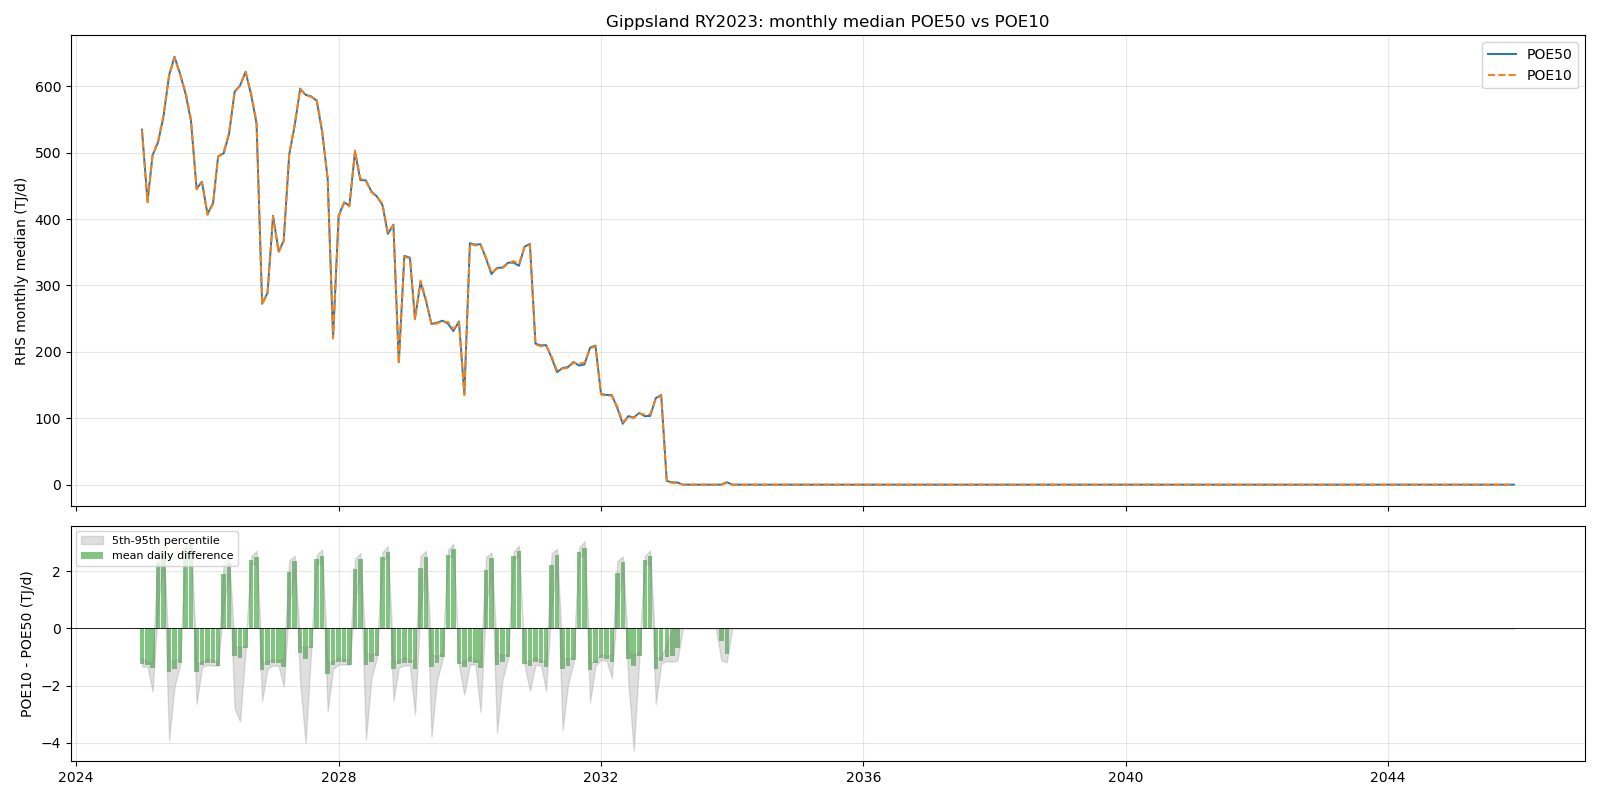 Gippsland RY2023: monthly median POE50 vs POE10
RHS monthly median (TJ/d)
600
500
400
300
200
100
0
POE50
POE10
POE10 - POE50 (TJ/d)
2
0
−2
−4
5th-95th percentile
mean daily difference
2024
2028
2032
2036
2040
2044